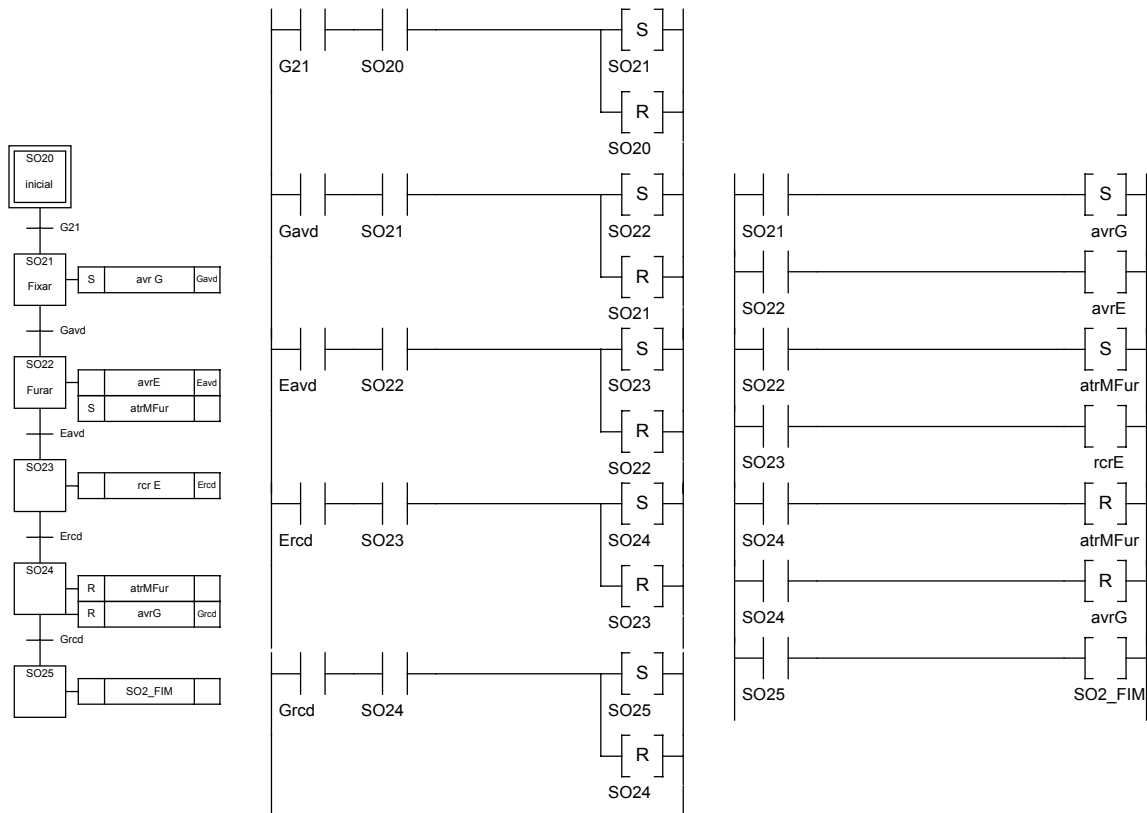 SO20
inicial
G21
SO21
Fixar
S avr G Gavd
Gavd
SO22
Furar
avrE Eavd
S atrMFur
Eavd
SO23
rcr E Ercd
Ercd
SO24
R atrMFur
R avrG Grcd
Grcd
SO25
SO2_FIM
S
G21 SO20 SO21
R
SO20
S
Gavd SO21 SO22
R
SO21
S
Eavd SO22 SO23
R
SO22
S
Ercd SO23 SO24
R
SO23
S
Grcd SO24 SO25
R
SO24
S
SO21 avrG
SO22 avrE
S
SO22 atrMFur
SO23 rcrE
R
SO24 atrMFur
R
SO24 avrG
SO25 SO2_FIM